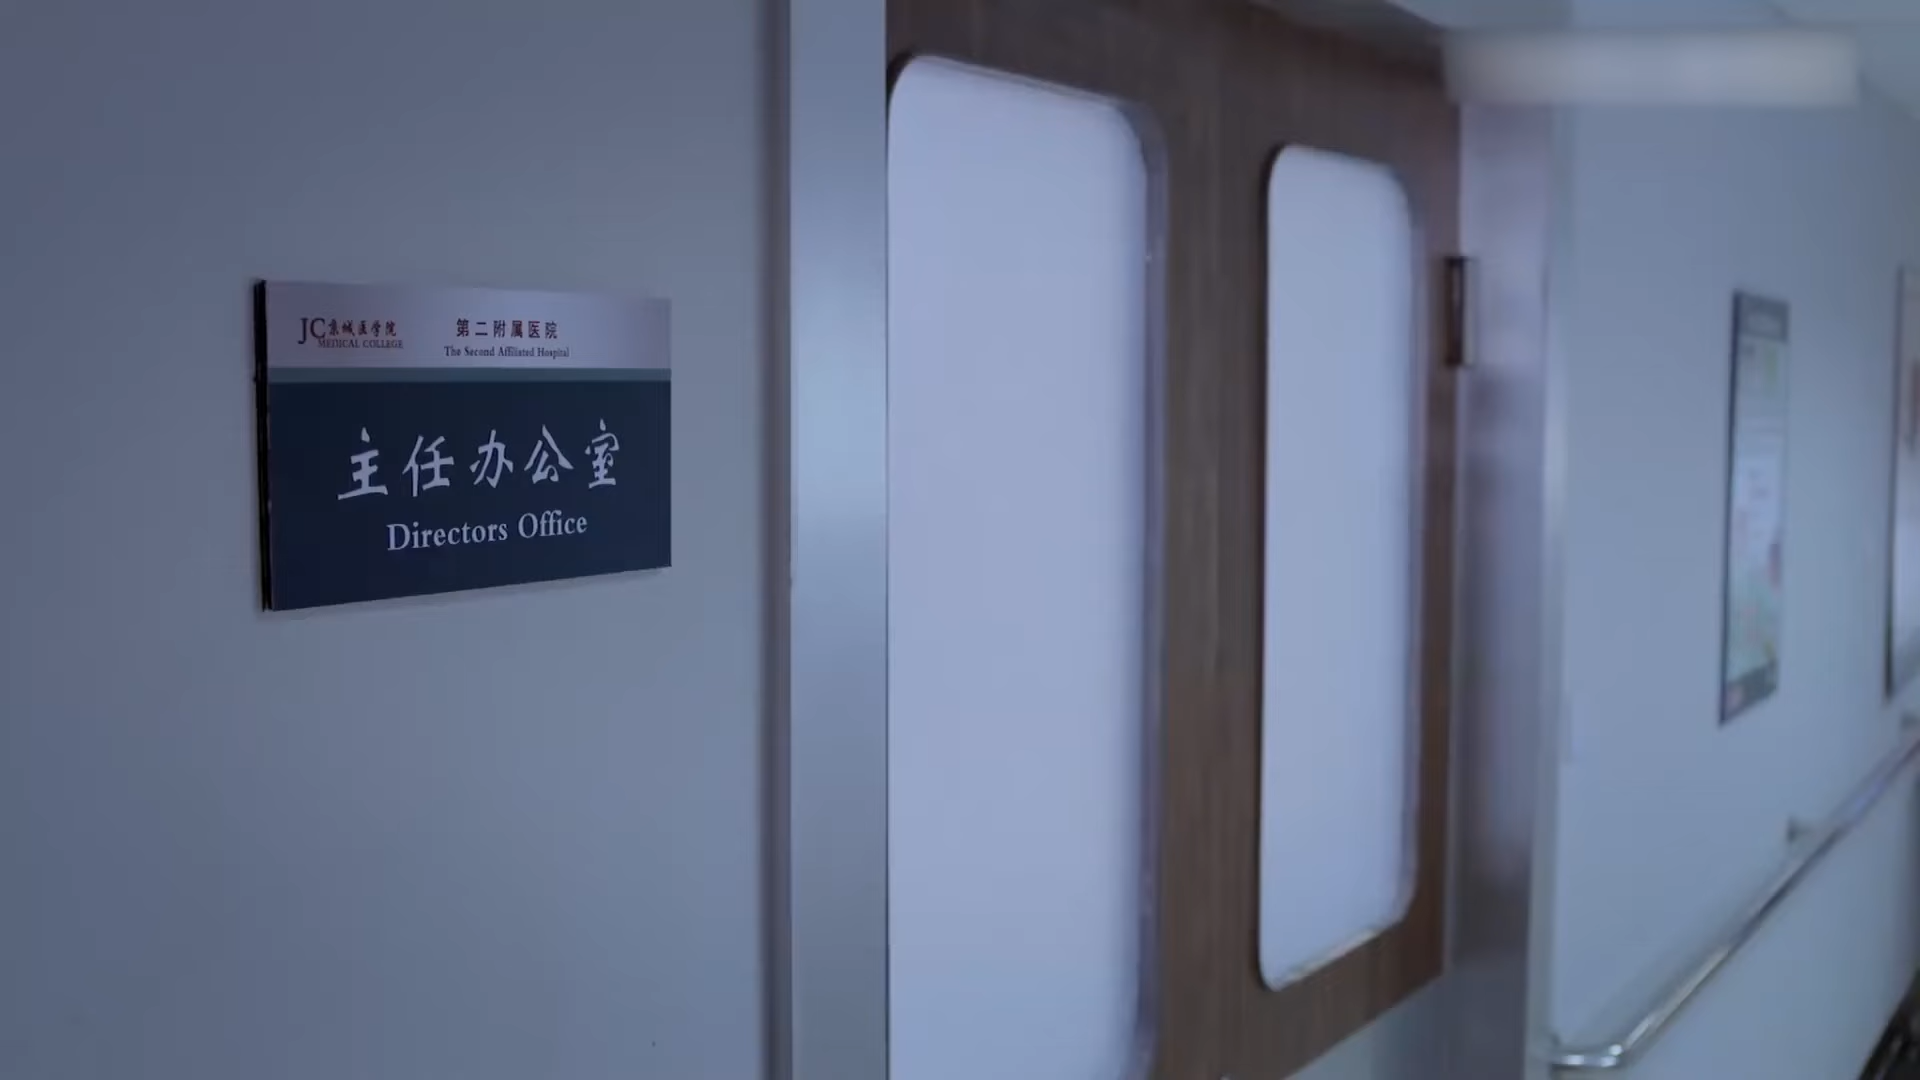 JC京城医学院
MEDICAL COLLEGE
第二附属医院
The Second Affiliated Hospital
主任办公室
Directors Office